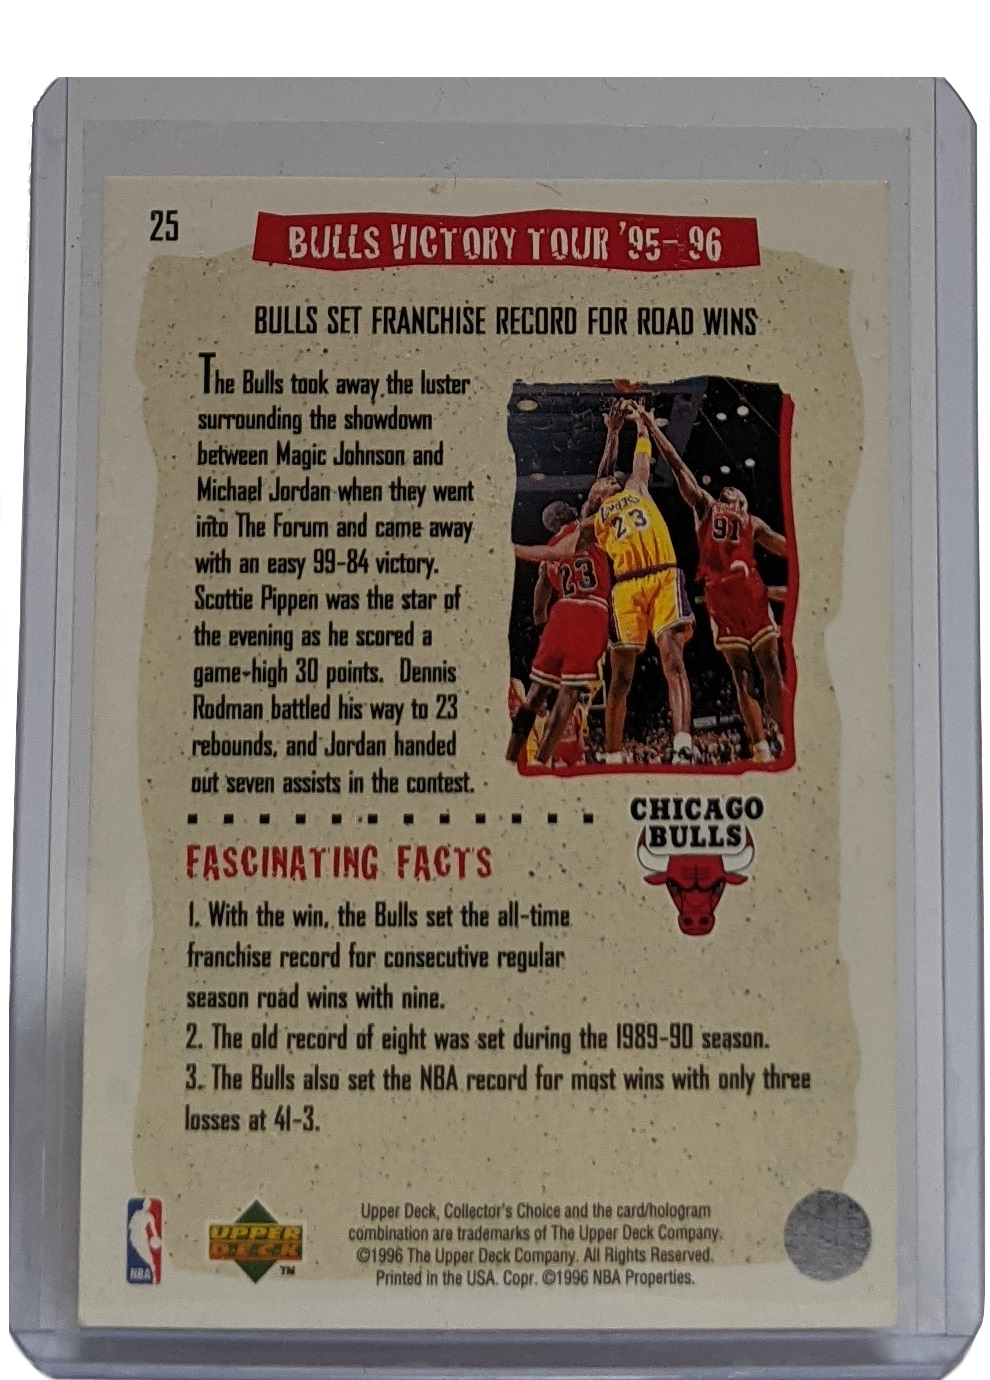 25
BULLS VICTORY TOUR '95-96
BULLS SET FRANCHISE RECORD FOR ROAD WINS
The Bulls took away the luster
surrounding the showdown
between Magic Johnson and
Michael Jordan when they went
into The Forum and came away
with an easy 99-84 victory.
Scottie Pippen was the star of
the evening as he scored a
game-high 30 points. Dennis
Rodman battled his way to 23
rebounds, and Jordan handed
out seven assists in the contest.
LAKERS
23
91
23
CHICAGO
BULLS
FASCINATING FACTS
1. With the win, the Bulls set the all-time
franchise record for consecutive regular
season road wins with nine.
2. The old record of eight was set during the 1989-90 season.
3. The Bulls also set the NBA record for most wins with only three
losses at 41-3.
NBA
UPPER
DECK
TM
Upper Deck, Collector's Choice and the card/hologram
combination are trademarks of The Upper Deck Company.
©1996 The Upper Deck Company. All Rights Reserved.
Printed in the USA. Copr. ©1996 NBA Properties.